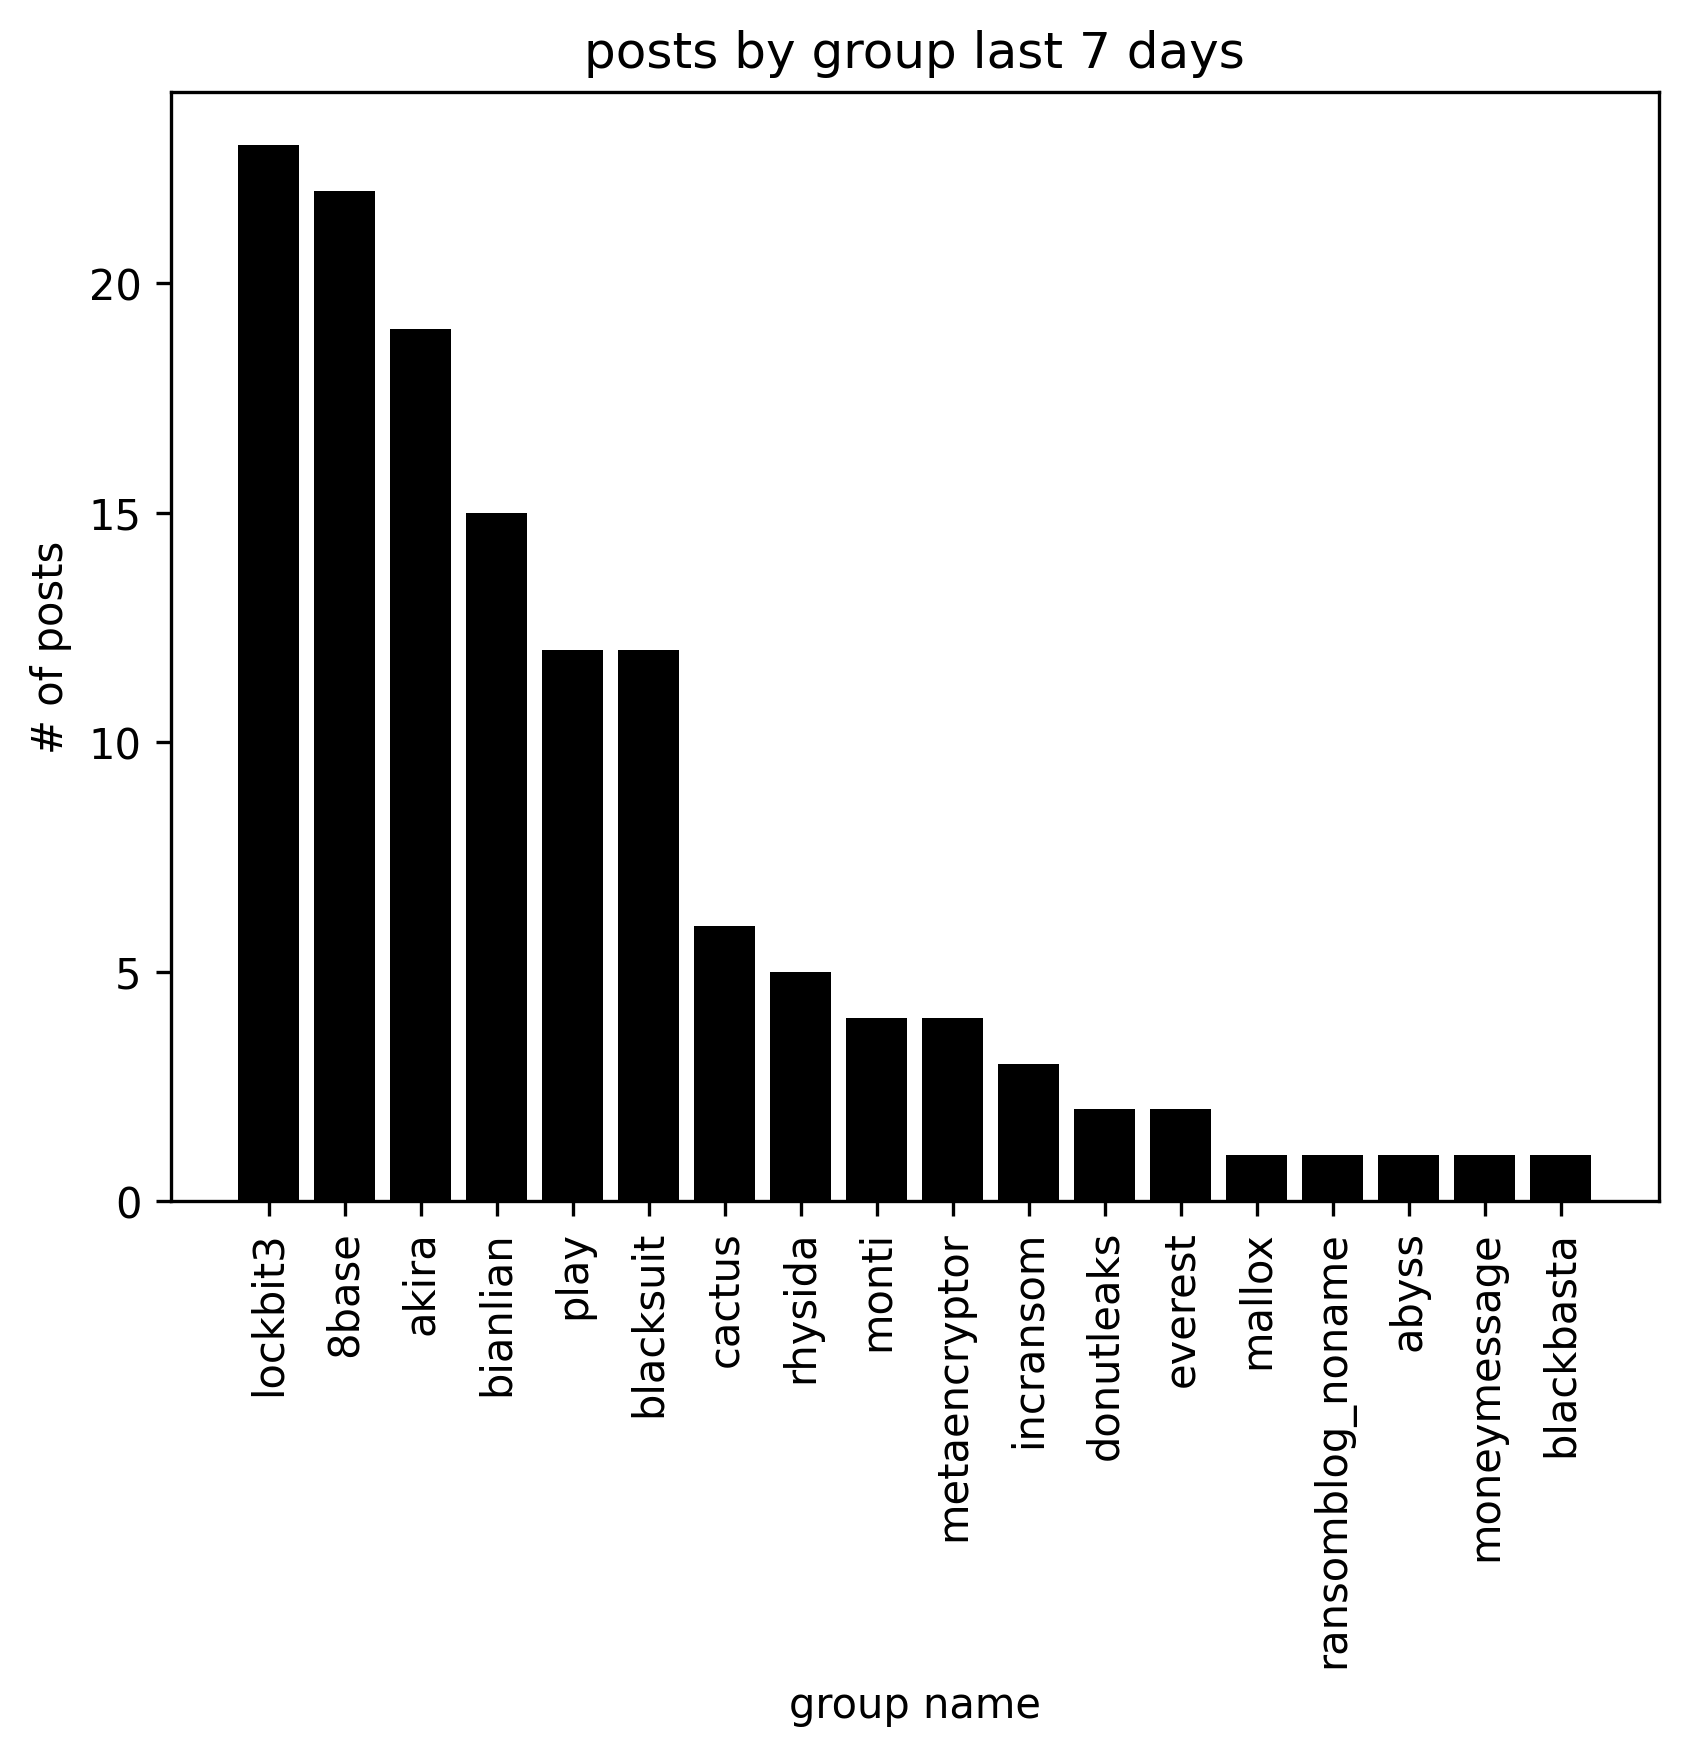 posts by group last 7 days
# of posts
20
15
10
5
0
lockbit3
8base
akira
bianlian
play
blacksuit
cactus
rhysida
monti
metaencryptor
incransom
donutleaks
everest
mallox
ransomblog_noname
abyss
moneymessage
blackbasta
group name